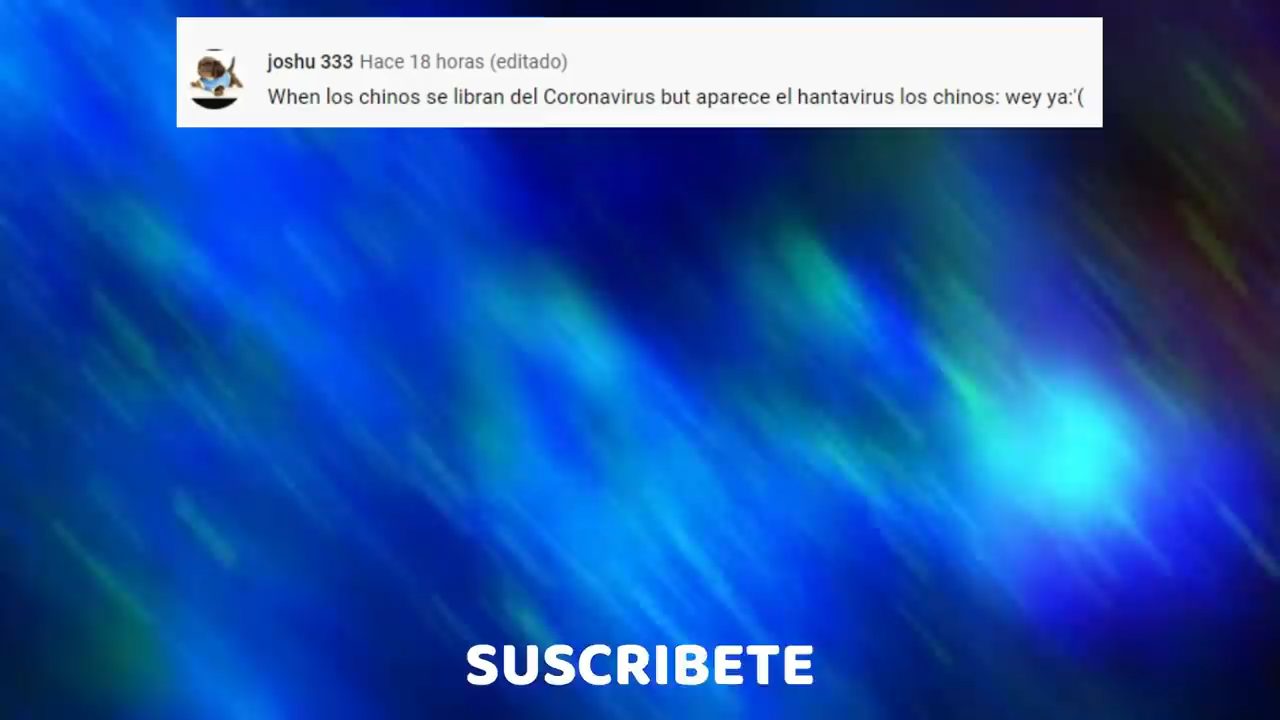 joshu 333 Hace 18 horas (editado)
When los chinos se libran del Coronavirus but aparece el hantavirus los chinos: wey ya:'(
SUSCRIBETE